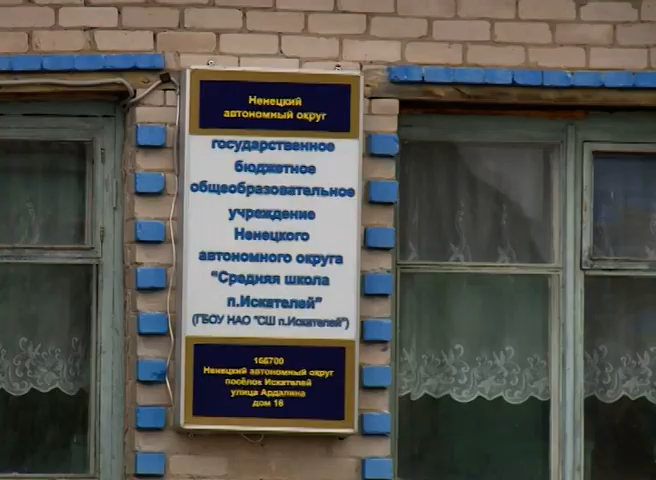 Ненецкий
автономный округ
государственное
бюджетное
общеобразовательное
учреждение
Ненецкого
автономного округа
"Средняя школа
п.Искателей"
(ГБОУ НАО "СШ п.Искателей")
166700
Ненецкий автономный округ
посёлок Искателей
улица Ардалина
дом 16